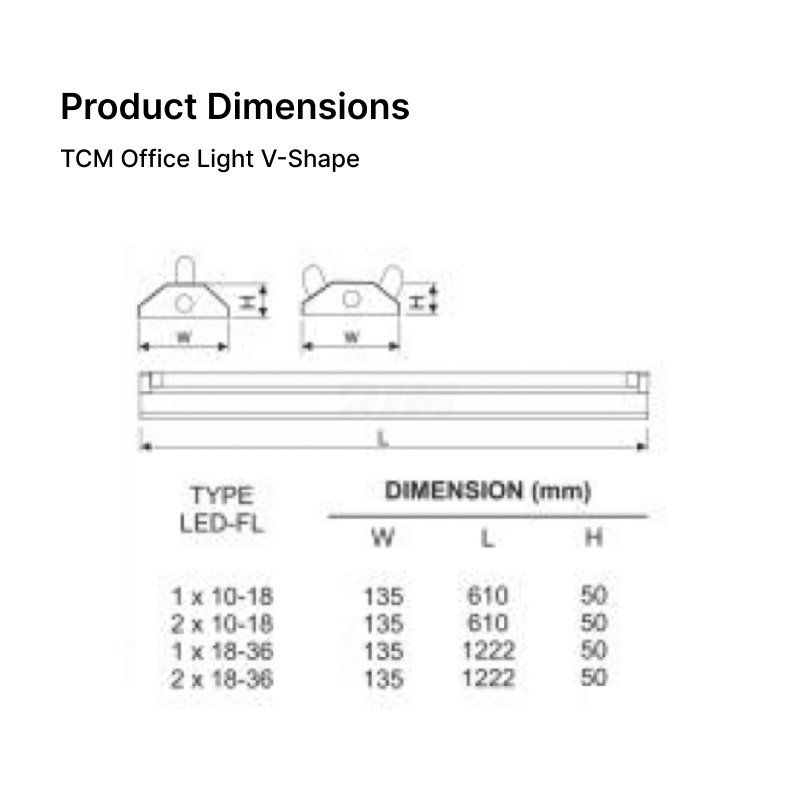 Product Dimensions
TCM Office Light V-Shape
H H
W W
L
TYPE DIMENSION (mm)
LED-FL
W L H
1 x 10-18 135 610 50
2 x 10-18 135 610 50
1 x 18-36 135 1222 50
2 x 18-36 135 1222 50